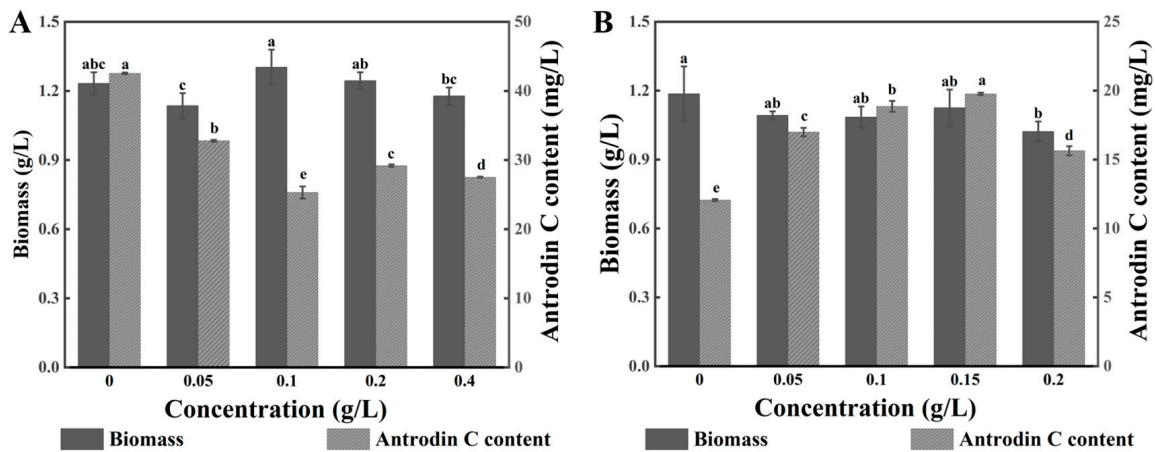 A
Biomass (g/L)
1.5
1.2
0.9
0.6
0.3
0.0
abc a
c b
a e
ab c
bc d
50
40
30
20
10
0
Antrodin C content (mg/L)
0 0.05 0.1 0.2 0.4
Concentration (g/L)
Biomass Antrodin C content
B
Biomass (g/L)
1.5
1.2
0.9
0.6
0.3
0.0
a e
ab c
ab b
ab a
b d
25
20
15
10
5
0
Antrodin C content (mg/L)
0 0.05 0.1 0.15 0.2
Concentration (g/L)
Biomass Antrodin C content